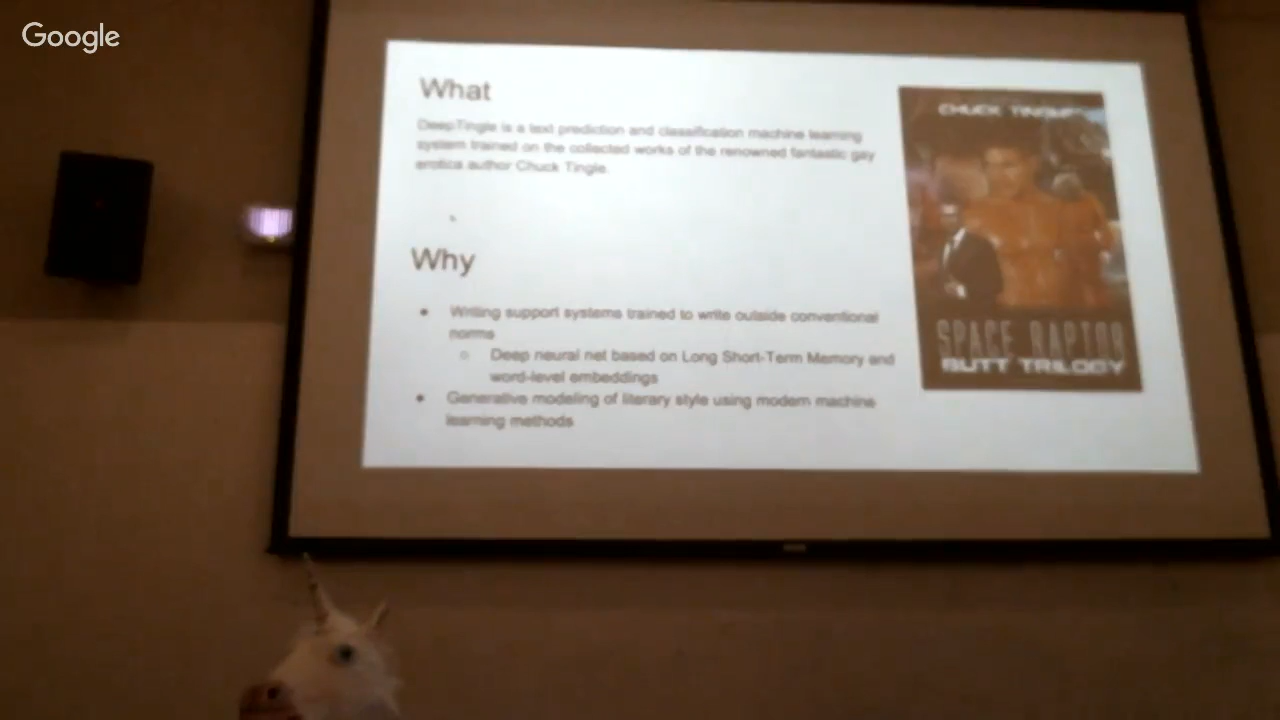 Google
What
DeepTingle is a text prediction and classification machine learning
system trained on the collected works of the renowned fantastic gay
erotica author Chuck Tingle.
Why
Writing support systems trained to write outside conventional
norms
Deep neural net based on Long Short-Term Memory and
word-level embeddings
Generative modeling of literary style using modern machine
learning methods
CHUCK TINGLE
SPACE RAPTOR
BUTT TRILOGY